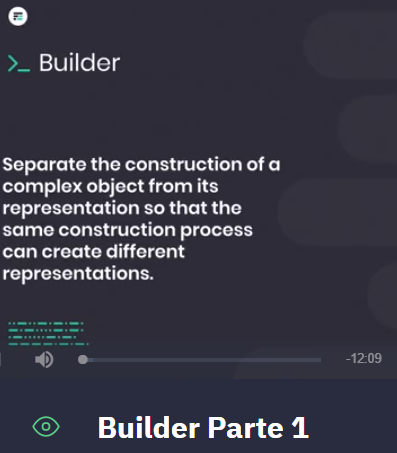 >_ Builder
Separate the construction of a
complex object from its
representation so that the
same construction process
can create different
representations.
-12:09
Builder Parte 1